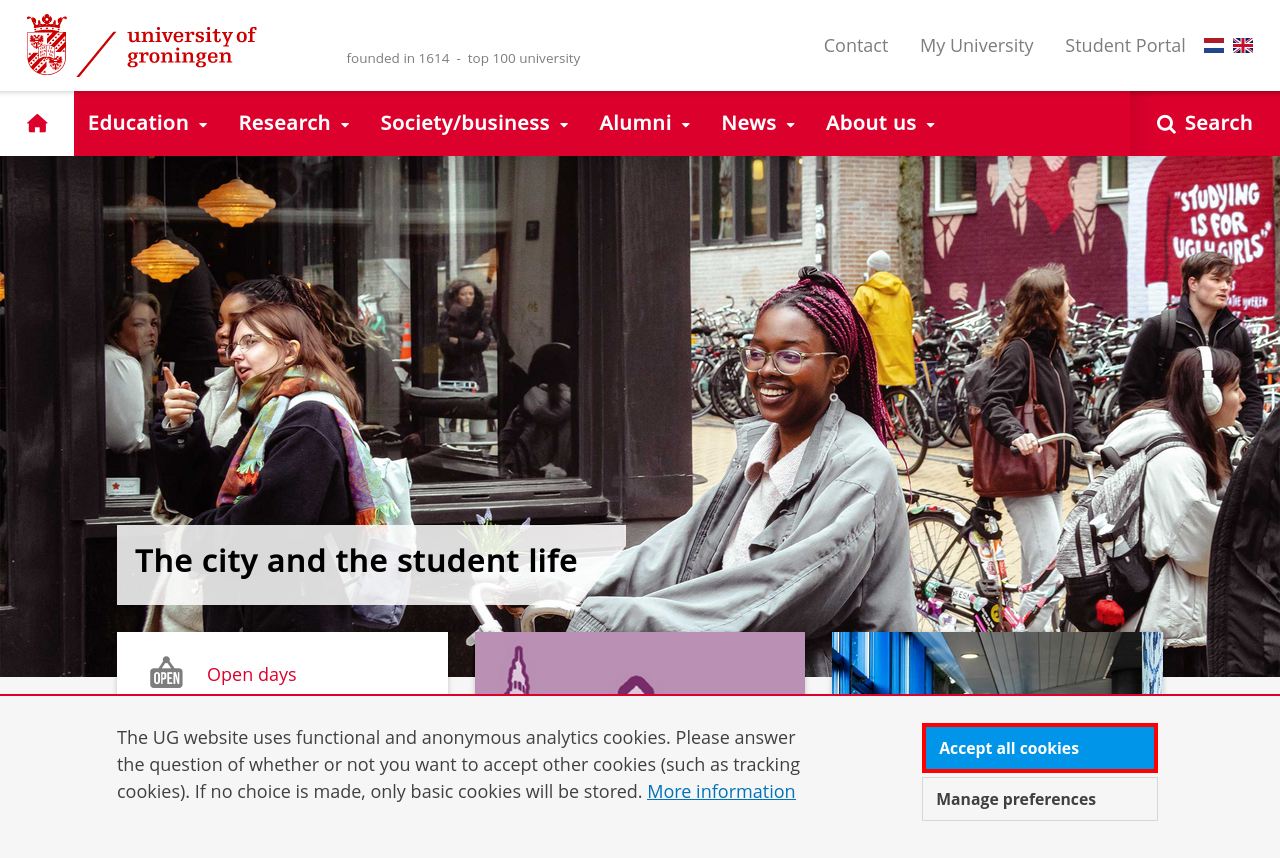 university of
groningen
founded in 1614 - top 100 university
Contact
My University
Student Portal
Education
Research
Society/business
Alumni
News
About us
Search
"STUDYING
IS FOR
UGLY GIRLS"
The city and the student life
OPEN
Open days
The UG website uses functional and anonymous analytics cookies. Please answer
the question of whether or not you want to accept other cookies (such as tracking
cookies). If no choice is made, only basic cookies will be stored. More information
Accept all cookies
Manage preferences